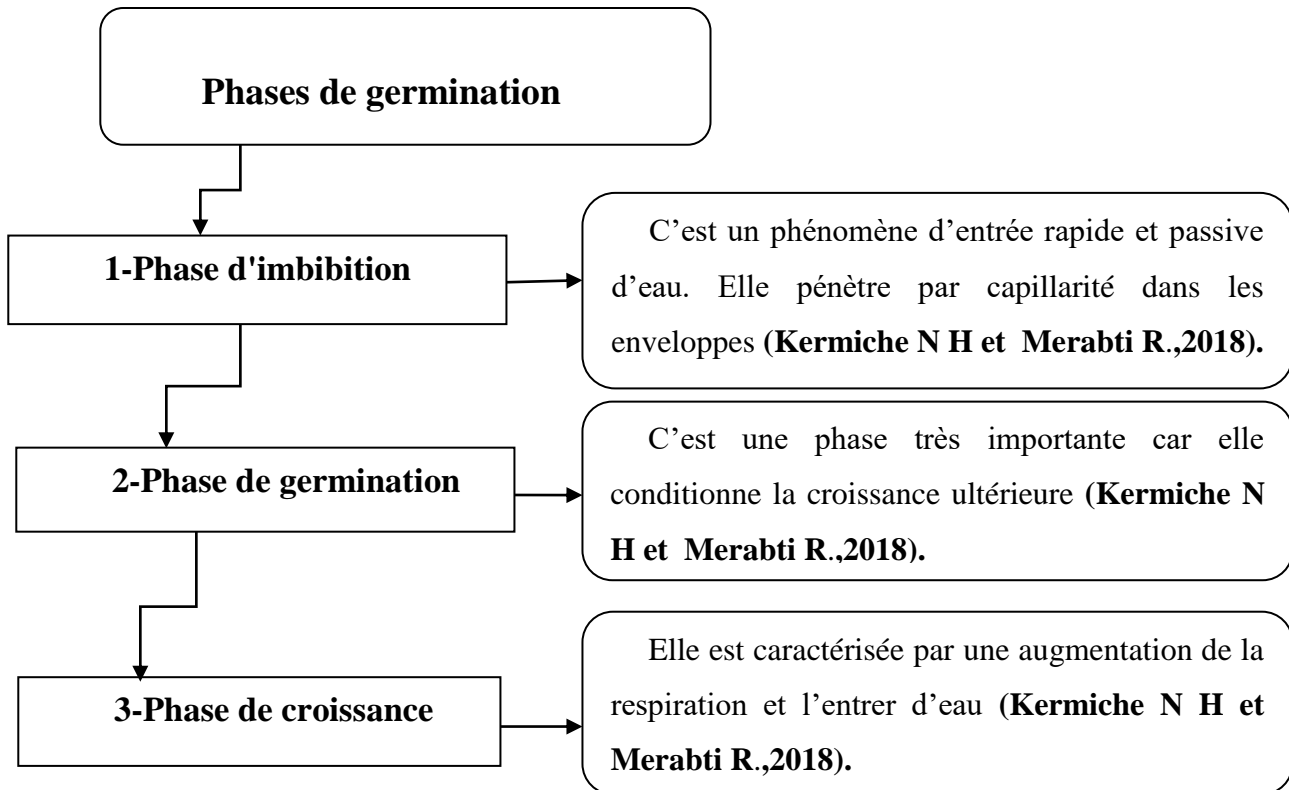 Phases de germination
1-Phase d'imbibition
C’est un phénomène d’entrée rapide et passive
d’eau. Elle pénètre par capillarité dans les
enveloppes (Kermiche N H et Merabti R.,2018).
2-Phase de germination
C’est une phase très importante car elle
conditionne la croissance ultérieure (Kermiche N
H et Merabti R.,2018).
3-Phase de croissance
Elle est caractérisée par une augmentation de la
respiration et l’entrer d’eau (Kermiche N H et
Merabti R.,2018).